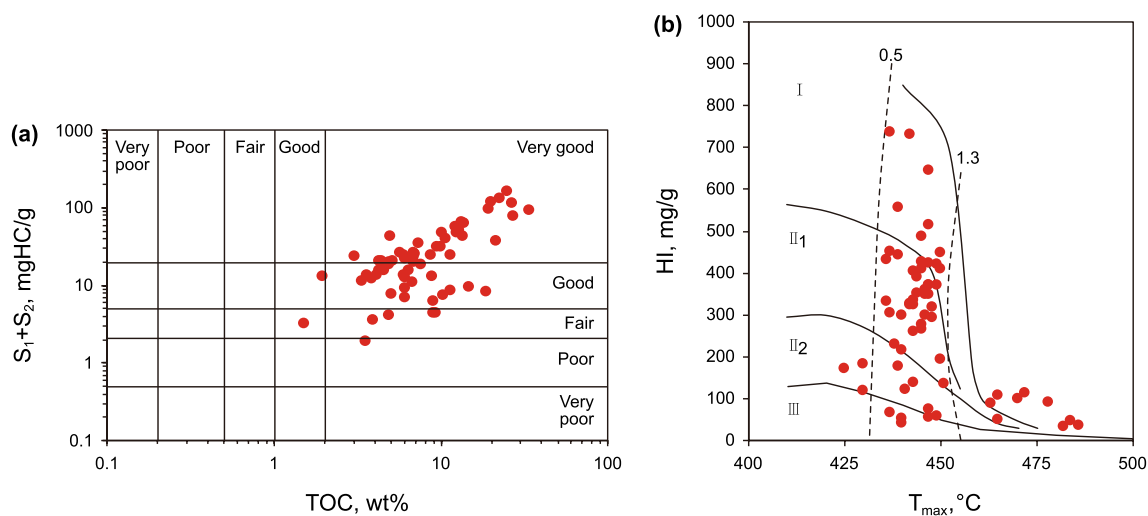 (a)
1000
100
10
1
0.1
S₁+S₂, mgHC/g
Very poor
Poor
Fair
Good
Very good
Good
Fair
Poor
Very poor
0.1
1
10
100
TOC, wt%
(b)
1000
900
800
700
600
500
400
300
200
100
0
HI, mg/g
0.5
1.3
Ⅰ
Ⅱ1
Ⅱ2
Ⅲ
400
425
450
475
500
Tmax, °C